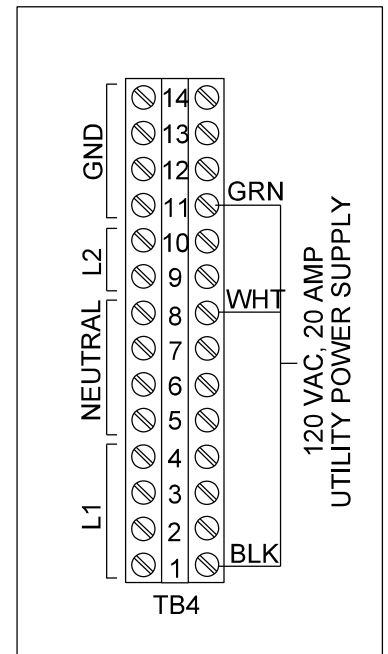 GND
L2
NEUTRAL
L1
14
13
12
11
10
9
8
7
6
5
4
3
2
1
GRN
WHT
BLK
120 VAC, 20 AMP
UTILITY POWER SUPPLY
TB4